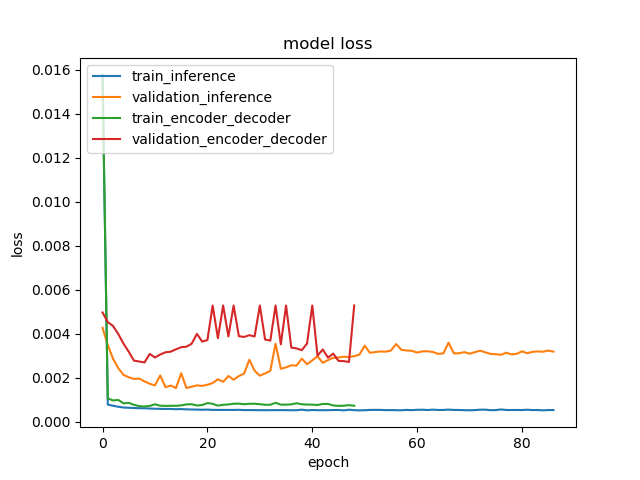 model loss
train_inference
validation_inference
train_encoder_decoder
validation_encoder_decoder
loss
0.016
0.014
0.012
0.010
0.008
0.006
0.004
0.002
0.000
0 20 40 60 80
epoch